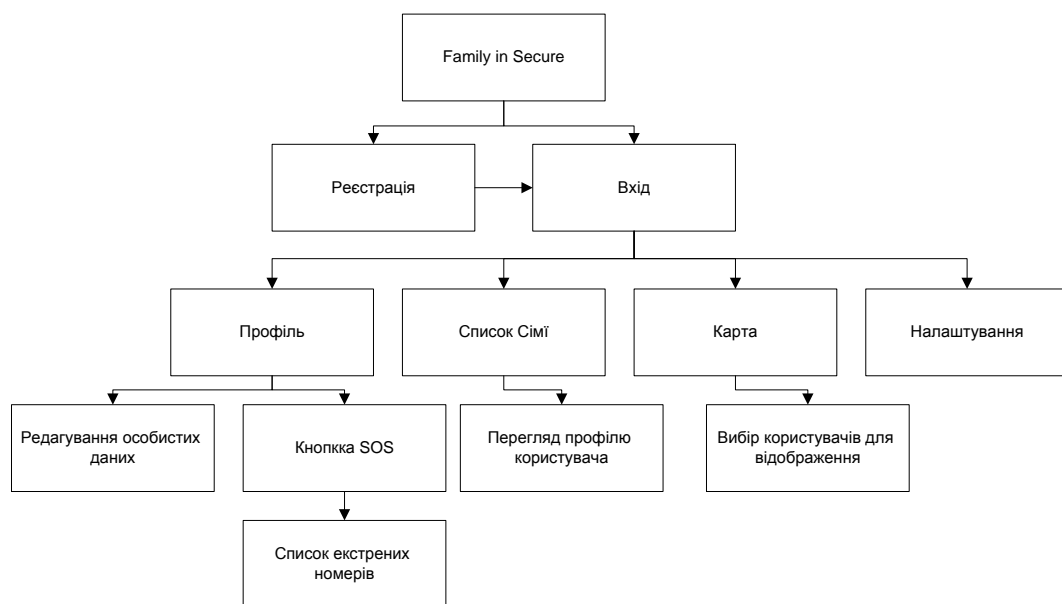 Family in Secure
Реєстрація
Вхід
Профіль
Список Сімї
Карта
Налаштування
Редагування особистих
даних
Кнопкка SOS
Перегляд профілю
користувача
Вибір користувачів для
відображення
Список екстрених
номерів